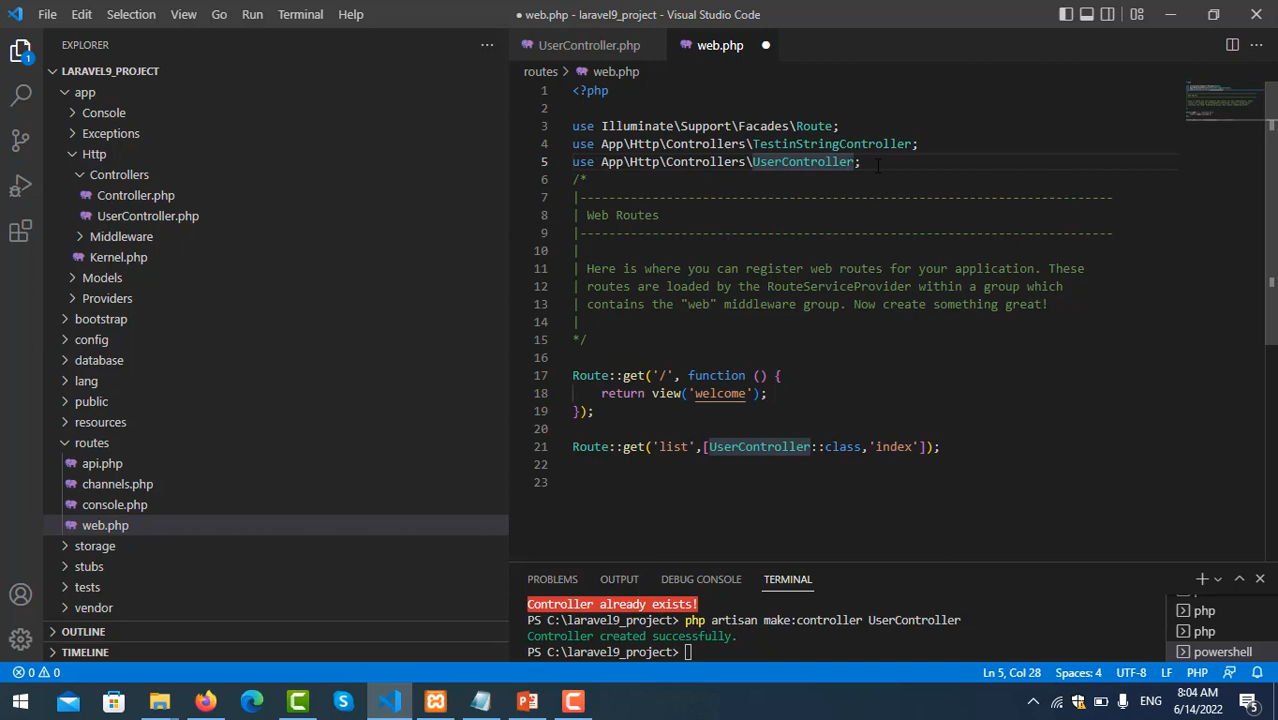 File Edit Selection View Go Run Terminal Help ● web.php - laravel9_project - Visual Studio Code
EXPLORER ···
UserController.php web.php ●
LARAVEL9_PROJECT
routes > web.php
app
Console
Exceptions
Http
Controllers
Controller.php
UserController.php
Middleware
Kernel.php
Models
Providers
bootstrap
config
database
lang
public
resources
routes
api.php
channels.php
console.php
web.php
storage
stubs
tests
vendor
OUTLINE
TIMELINE
1 <?php
2
3 use Illuminate\Support\Facades\Route;
4 use App\Http\Controllers\TestinStringController;
5 use App\Http\Controllers\UserController;
6 /*
7 |--------------------------------------------------------------------------
8 | Web Routes
9 |--------------------------------------------------------------------------
10 |
11 | Here is where you can register web routes for your application. These
12 | routes are loaded by the RouteServiceProvider within a group which
13 | contains the "web" middleware group. Now create something great!
14 |
15 */
16
17 Route::get('/', function () {
18 return view('welcome');
19 });
20
21 Route::get('list',[UserController::class,'index']);
22
23
PROBLEMS OUTPUT DEBUG CONSOLE TERMINAL
Controller already exists!
PS C:\laravel9_project> php artisan make:controller UserController
Controller created successfully.
PS C:\laravel9_project>
php
php
powershell
1
0 0 Ln 5, Col 28 Spaces: 4 UTF-8 LF PHP
ENG 8:04 AM
6/14/2022 5